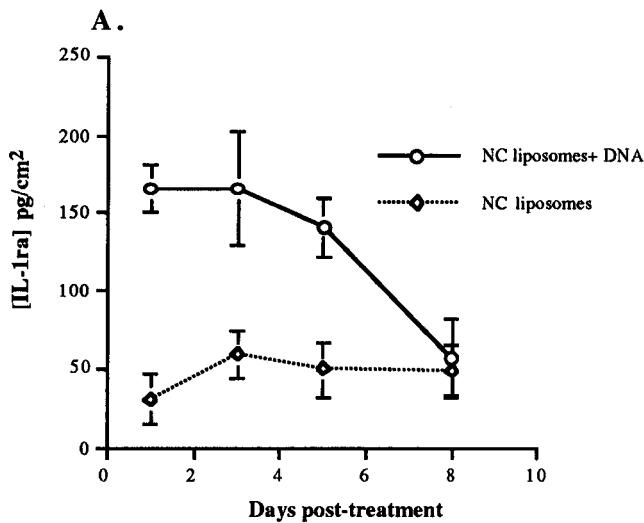 A .
250
200
150
100
50
0
[IL-1ra] pg/cm2
NC liposomes+ DNA
NC liposomes
0 2 4 6 8 10
Days post-treatment